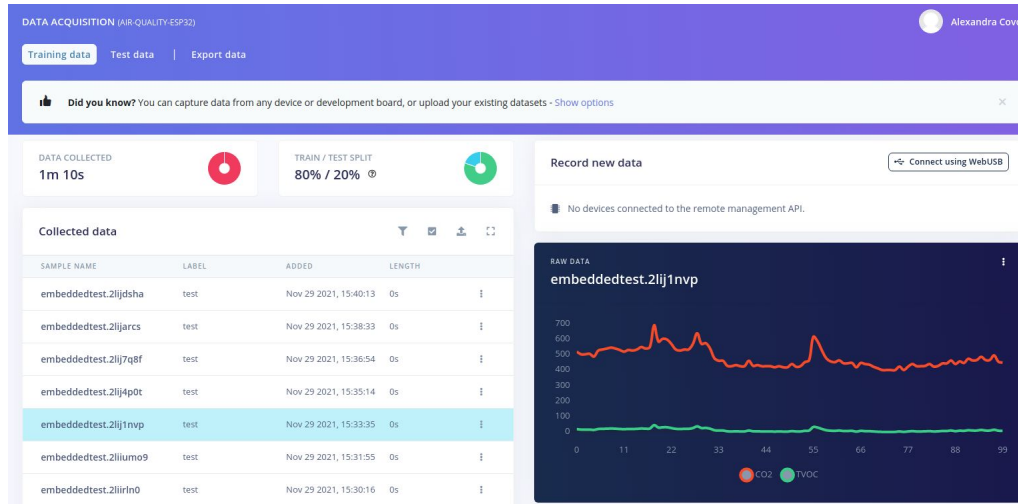 DATA ACQUISITION (AIR-QUALITY-ESP32)
Alexandra Cov
Training data Test data | Export data
Did you know? You can capture data from any device or development board, or upload your existing datasets - Show options
×
DATA COLLECTED
1m 10s
TRAIN / TEST SPLIT
80% / 20% ?
Record new data
Connect using WebUSB
No devices connected to the remote management API.
Collected data
SAMPLE NAME LABEL ADDED LENGTH
embeddedtest.2lijdsha test Nov 29 2021, 15:40:13 0s
embeddedtest.2lijarcs test Nov 29 2021, 15:38:33 0s
embeddedtest.2lij7q8f test Nov 29 2021, 15:36:54 0s
embeddedtest.2lij4p0t test Nov 29 2021, 15:35:14 0s
embeddedtest.2lij1nvp test Nov 29 2021, 15:33:35 0s
embeddedtest.2liiumo9 test Nov 29 2021, 15:31:55 0s
embeddedtest.2liirln0 test Nov 29 2021, 15:30:16 0s
RAW DATA
embeddedtest.2lij1nvp
700
600
500
400
300
200
100
0
0 11 22 33 44 55 66 77 88 99
CO2 TVOC